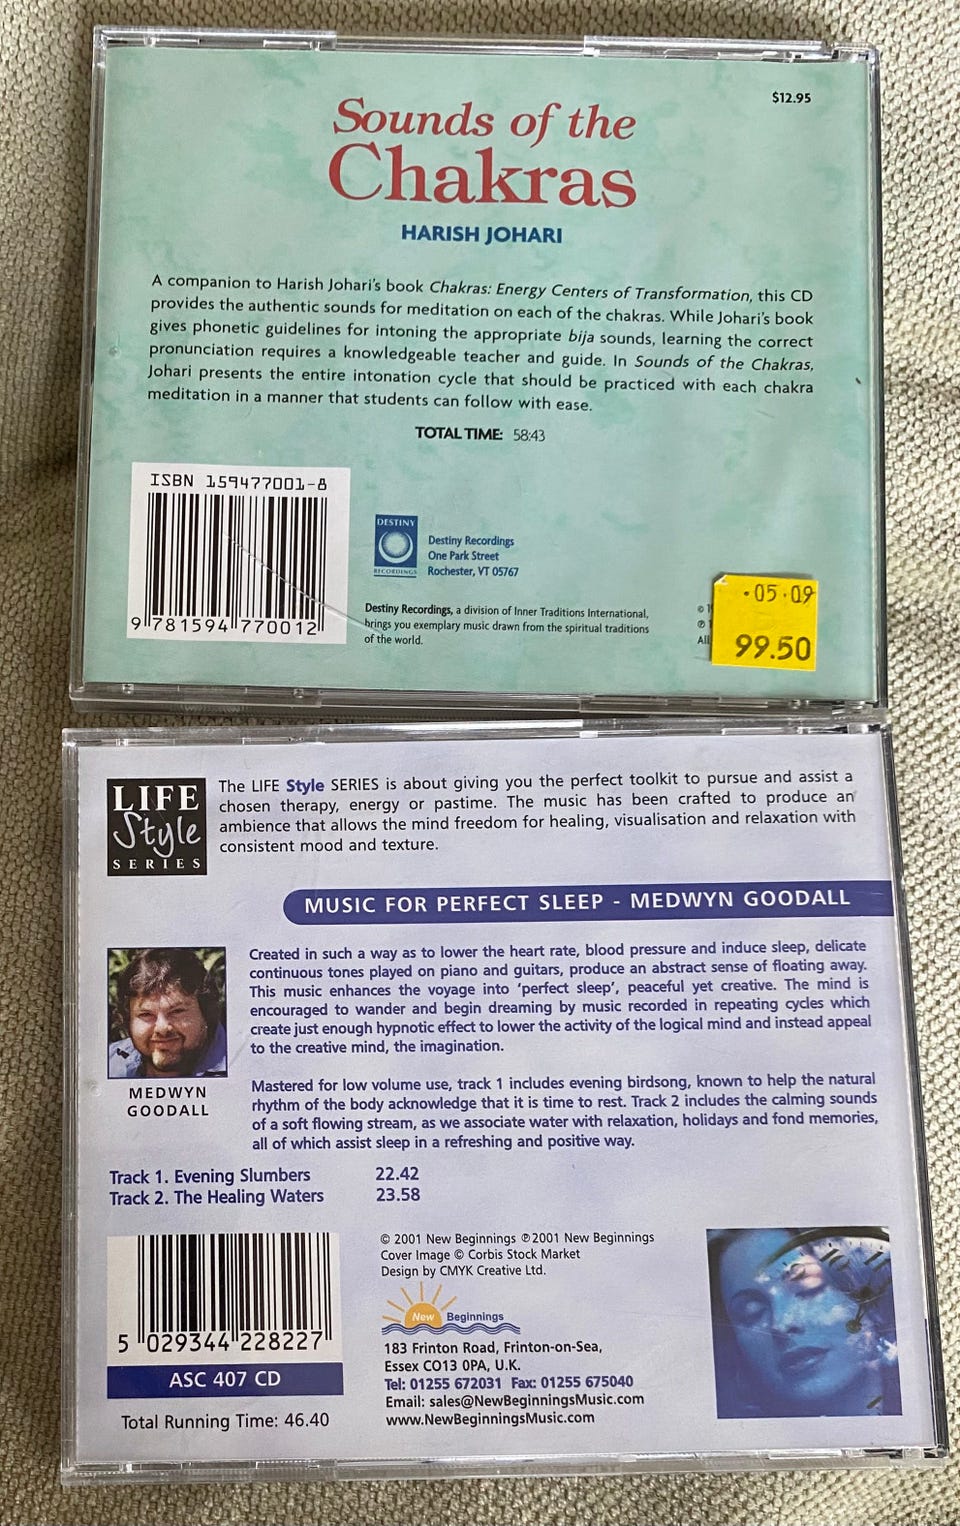 $12.95
Sounds of the
Chakras
HARISH JOHARI
A companion to Harish Johari's book Chakras: Energy Centers of Transformation, this CD
provides the authentic sounds for meditation on each of the chakras. While Johari's book
gives phonetic guidelines for intoning the appropriate bija sounds, learning the correct
pronunciation requires a knowledgeable teacher and guide. In Sounds of the Chakras,
Johari presents the entire intonation cycle that should be practiced with each chakra
meditation in a manner that students can follow with ease.
TOTAL TIME: 58:43
ISBN 159477001-8
9 781594 770012
DESTINY
RECORDINGS
Destiny Recordings
One Park Street
Rochester, VT 05767
Destiny Recordings, a division of Inner Traditions International,
brings you exemplary music drawn from the spiritual traditions
of the world.
©
℗
All
·05·09
99.50
LIFE
Style
SERIES
The LIFE Style SERIES is about giving you the perfect toolkit to pursue and assist a
chosen therapy, energy or pastime. The music has been crafted to produce an
ambience that allows the mind freedom for healing, visualisation and relaxation with
consistent mood and texture.
MUSIC FOR PERFECT SLEEP - MEDWYN GOODALL
Created in such a way as to lower the heart rate, blood pressure and induce sleep, delicate
continuous tones played on piano and guitars, produce an abstract sense of floating away.
This music enhances the voyage into 'perfect sleep', peaceful yet creative. The mind is
encouraged to wander and begin dreaming by music recorded in repeating cycles which
create just enough hypnotic effect to lower the activity of the logical mind and instead appeal
to the creative mind, the imagination.
MEDWYN
GOODALL
Mastered for low volume use, track 1 includes evening birdsong, known to help the natural
rhythm of the body acknowledge that it is time to rest. Track 2 includes the calming sounds
of a soft flowing stream, as we associate water with relaxation, holidays and fond memories,
all of which assist sleep in a refreshing and positive way.
Track 1. Evening Slumbers 22.42
Track 2. The Healing Waters 23.58
5 029344 228227
ASC 407 CD
Total Running Time: 46.40
© 2001 New Beginnings ℗2001 New Beginnings
Cover Image © Corbis Stock Market
Design by CMYK Creative Ltd.
New Beginnings
183 Frinton Road, Frinton-on-Sea,
Essex CO13 0PA, U.K.
Tel: 01255 672031 Fax: 01255 675040
Email: sales@NewBeginningsMusic.com
www.NewBeginningsMusic.com